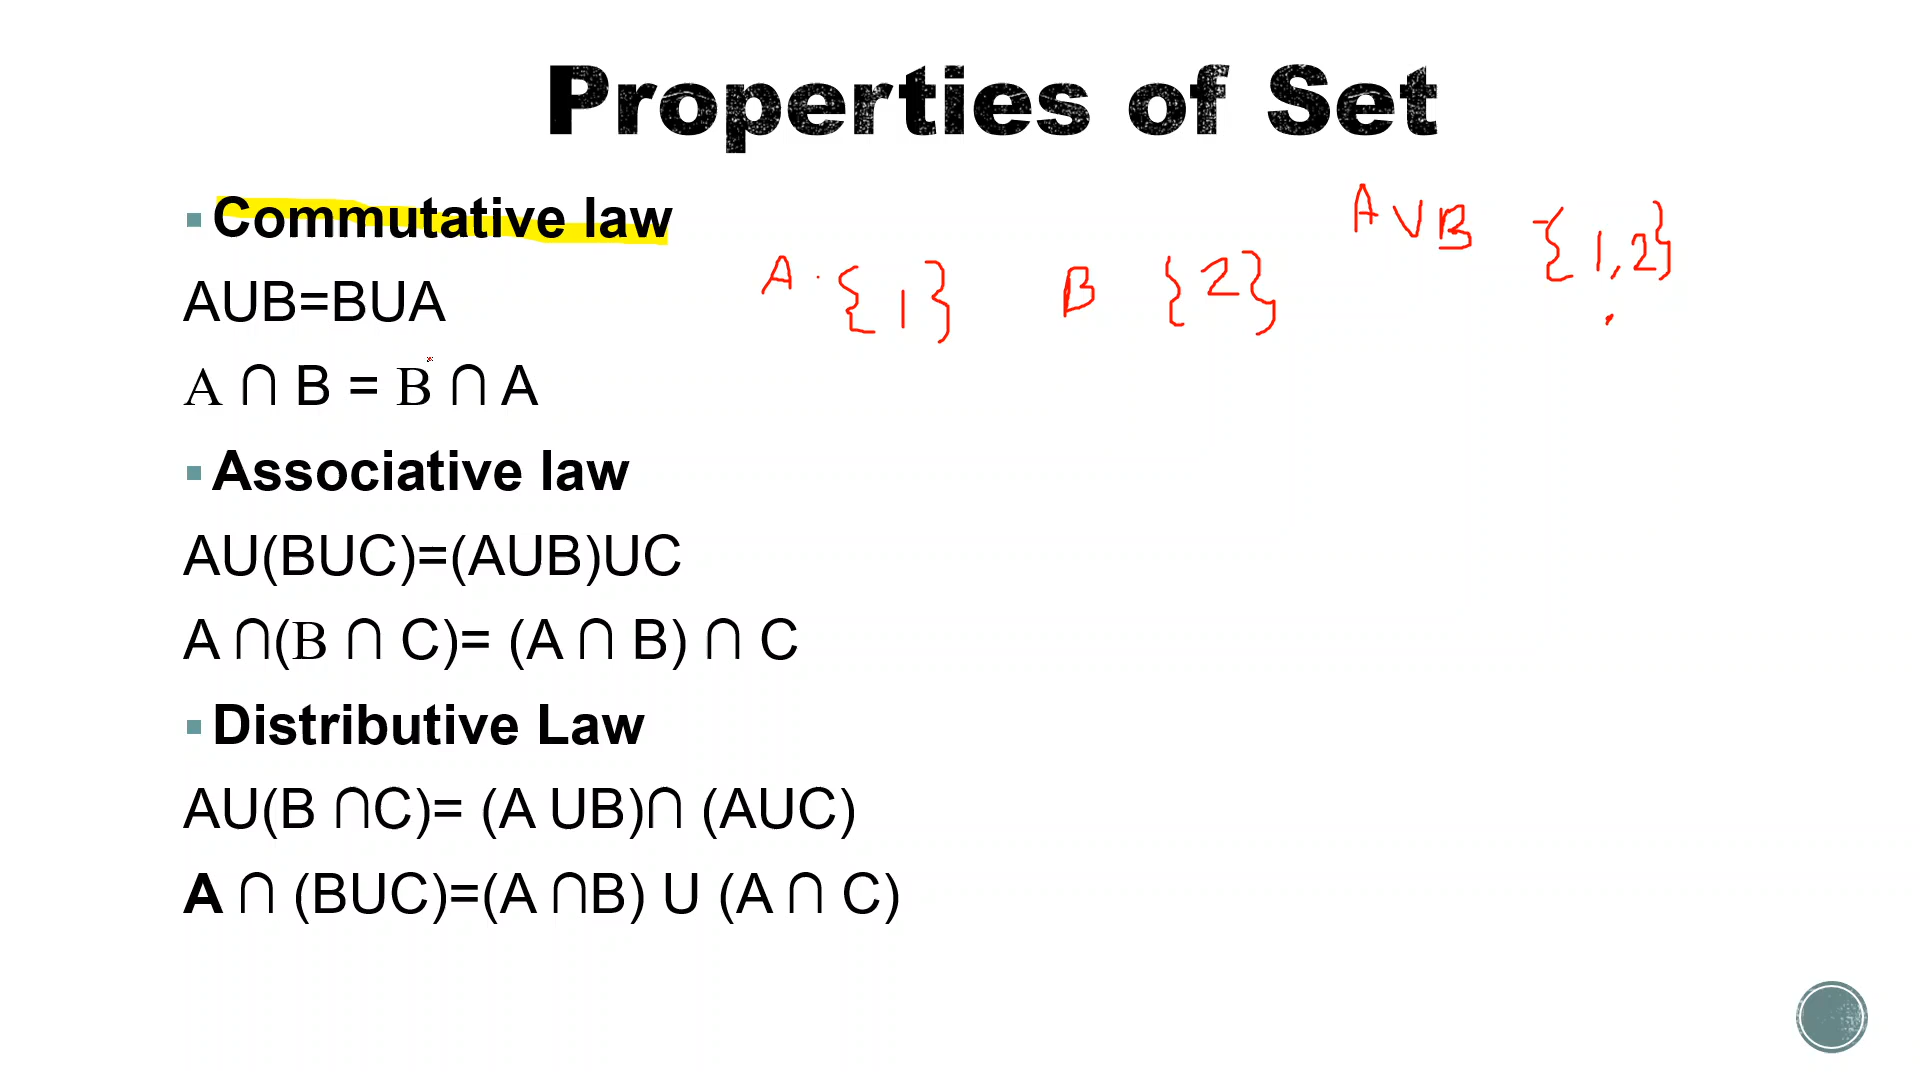 Properties of Set
▪ Commutative law
A ∪ B {1,2}
A · {1} B {2}
AUB=BUA
A ∩ B = B ∩ A
▪ Associative law
AU(BUC)=(AUB)UC
A ∩(B ∩ C)= (A ∩ B) ∩ C
▪ Distributive Law
AU(B ∩C)= (A UB)∩ (AUC)
A ∩ (BUC)=(A ∩B) U (A ∩ C)